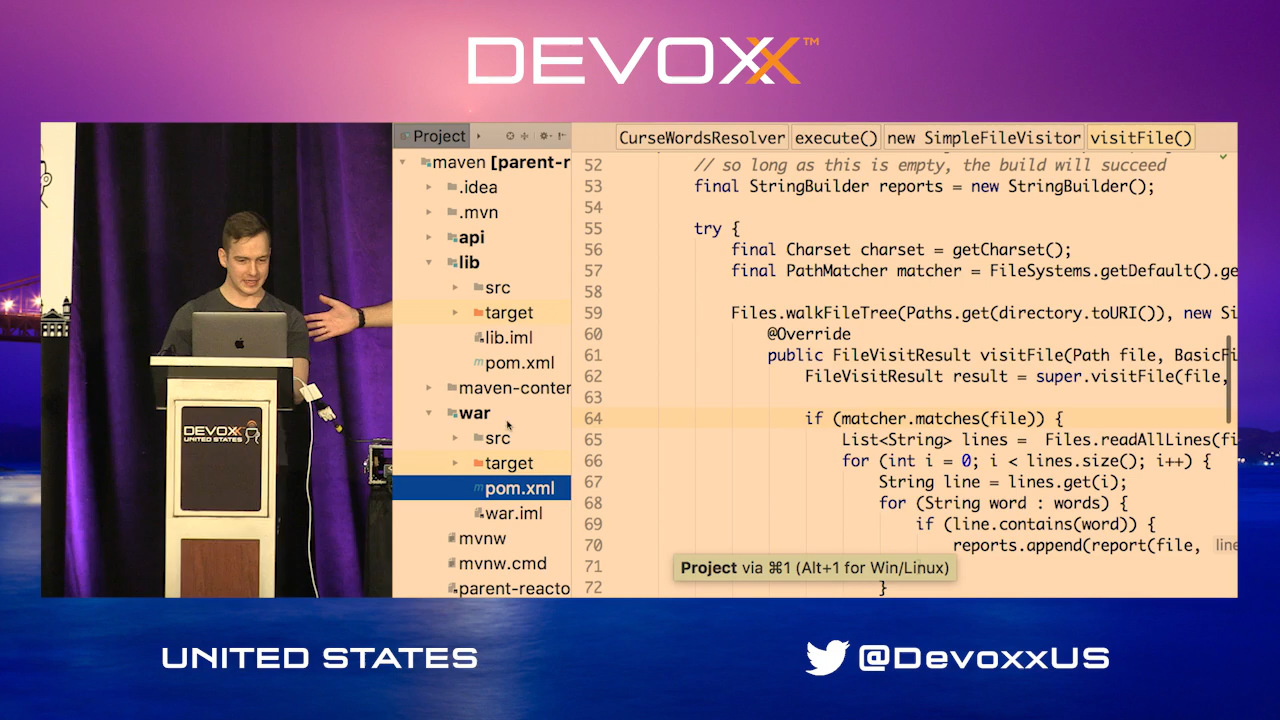 DEVOXX™
Project
maven [parent-r
.idea
.mvn
api
lib
src
target
lib.iml
pom.xml
maven-conten
war
src
target
pom.xml
war.iml
mvnw
mvnw.cmd
parent-reacto
CurseWordsResolver execute() new SimpleFileVisitor visitFile()
52 // so long as this is empty, the build will succeed
53 final StringBuilder reports = new StringBuilder();
54
55 try {
56 final Charset charset = getCharset();
57 final PathMatcher matcher = FileSystems.getDefault().ge
58
59 Files.walkFileTree(Paths.get(directory.toURI()), new Si
60 @Override
61 public FileVisitResult visitFile(Path file, BasicFi
62 FileVisitResult result = super.visitFile(file,
63
64 if (matcher.matches(file)) {
65 List<String> lines = Files.readAllLines(fi
66 for (int i = 0; i < lines.size(); i++) {
67 String line = lines.get(i);
68 for (String word : words) {
69 if (line.contains(word)) {
70 reports.append(report(file, line
71
72 }
Project via ⌘1 (Alt+1 for Win/Linux)
DEVOXX
UNITED STATES
UNITED STATES
@DevoxxUS